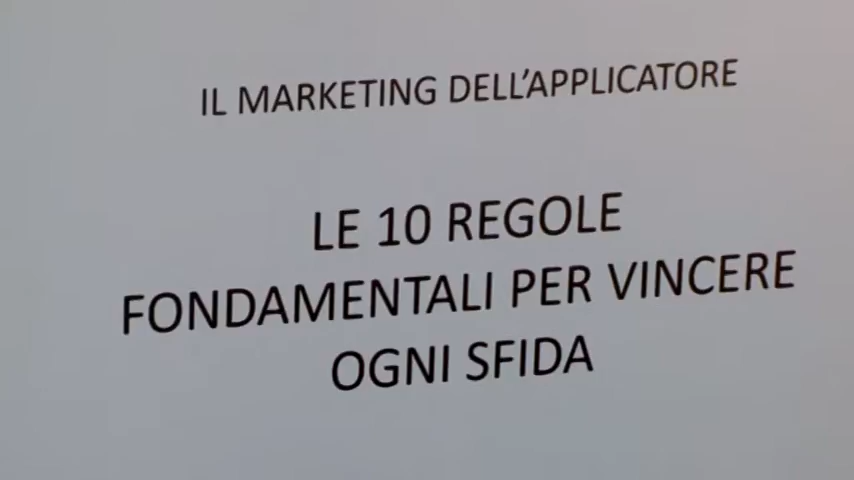 IL MARKETING DELL'APPLICATORE
LE 10 REGOLE
FONDAMENTALI PER VINCERE
OGNI SFIDA